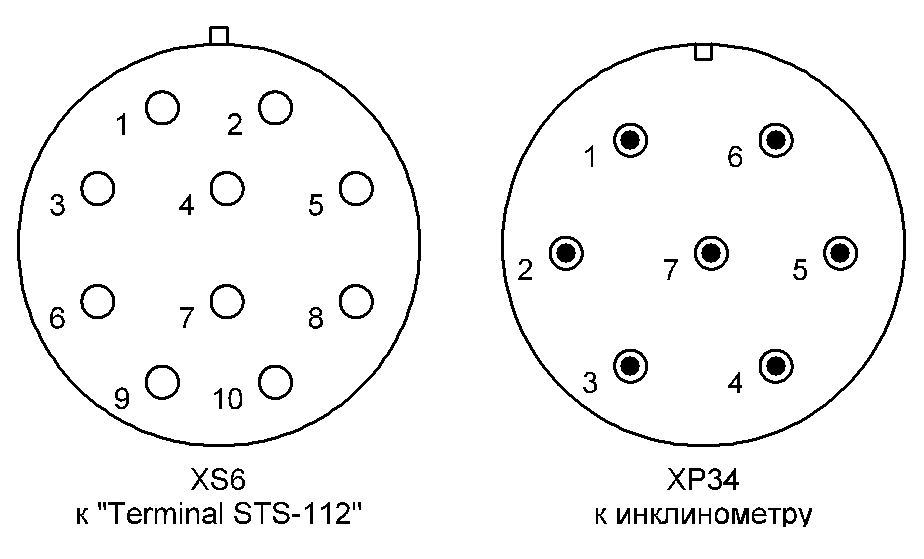 1 2
3 4 5
6 7 8
9 10
XS6
к "Terminal STS-112"
1 6
2 7 5
3 4
XP34
к инклинометру